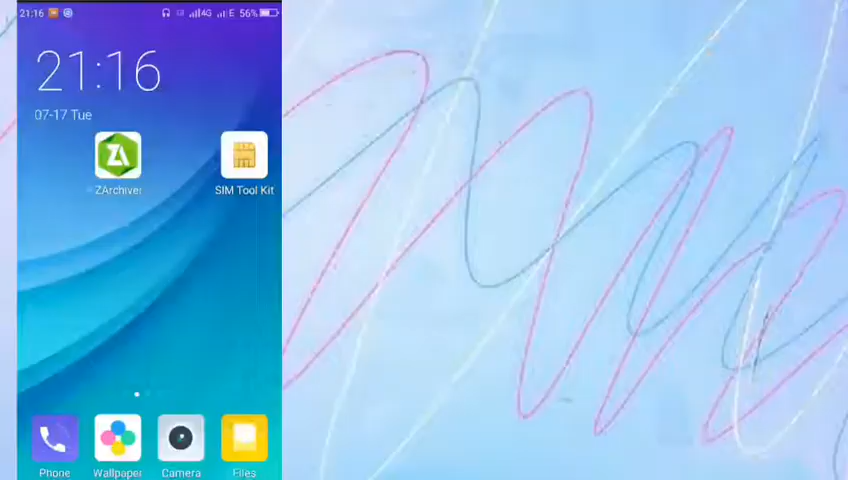 21:16 4G E 56%
21:16
07-17 Tue
ZArchiver SIM Tool Kit
Phone Wallpaper Camera Files